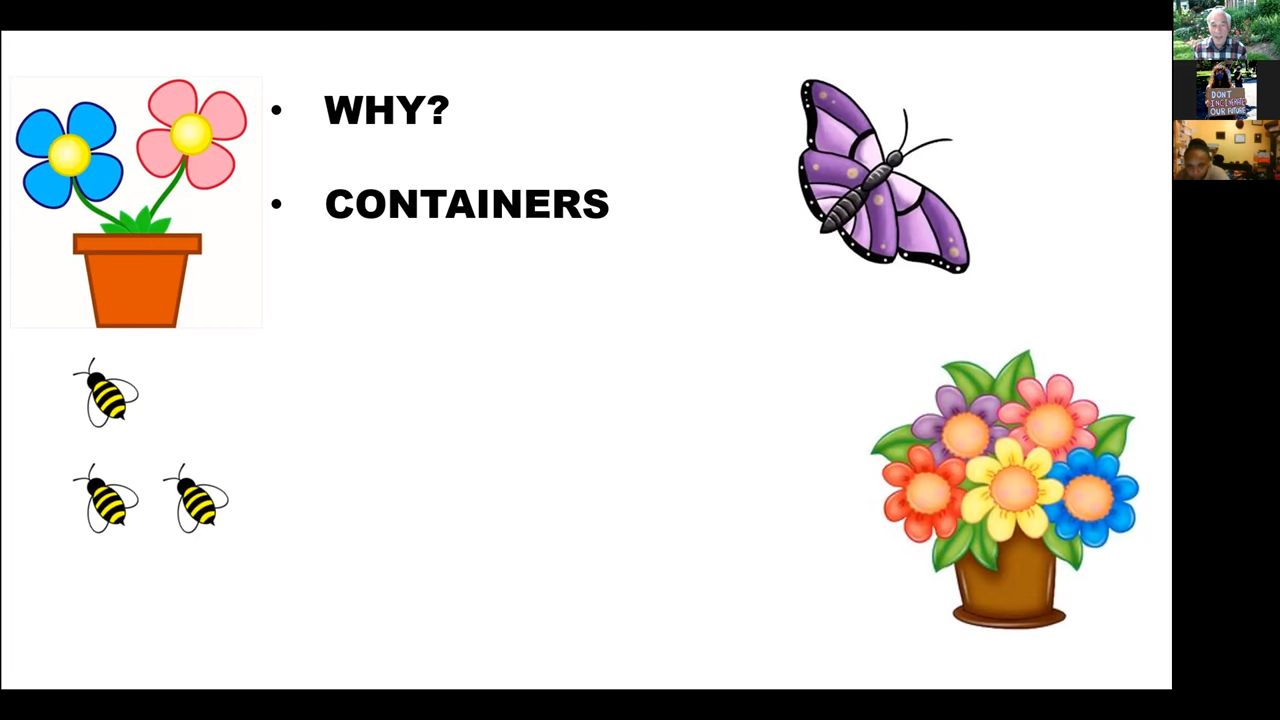 • WHY?
• CONTAINERS
DON'T
INCINERATE
OUR FUTURE